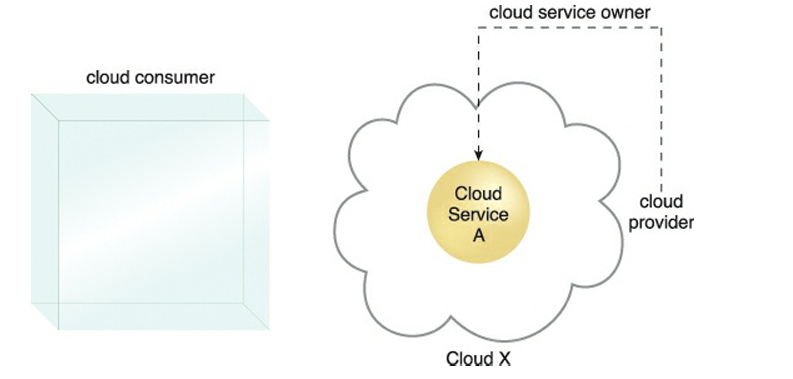 cloud service owner
cloud consumer
Cloud
Service
A
cloud
provider
Cloud X